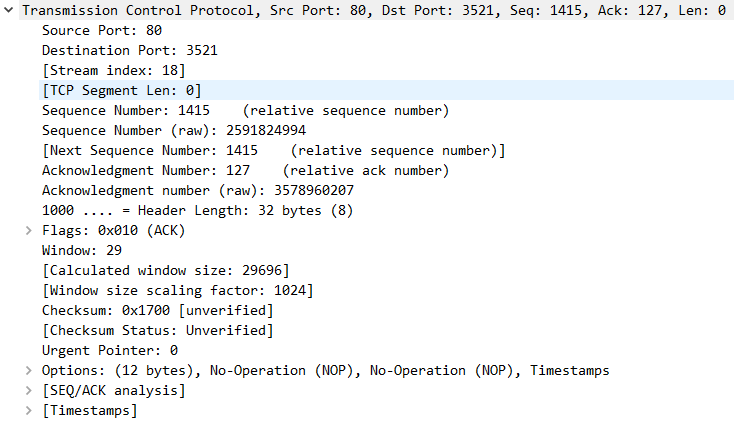 Transmission Control Protocol, Src Port: 80, Dst Port: 3521, Seq: 1415, Ack: 127, Len: 0
Source Port: 80
Destination Port: 3521
[Stream index: 18]
[TCP Segment Len: 0]
Sequence Number: 1415    (relative sequence number)
Sequence Number (raw): 2591824994
[Next Sequence Number: 1415    (relative sequence number)]
Acknowledgment Number: 127    (relative ack number)
Acknowledgment number (raw): 3578960207
1000 .... = Header Length: 32 bytes (8)
Flags: 0x010 (ACK)
Window: 29
[Calculated window size: 29696]
[Window size scaling factor: 1024]
Checksum: 0x1700 [unverified]
[Checksum Status: Unverified]
Urgent Pointer: 0
Options: (12 bytes), No-Operation (NOP), No-Operation (NOP), Timestamps
[SEQ/ACK analysis]
[Timestamps]